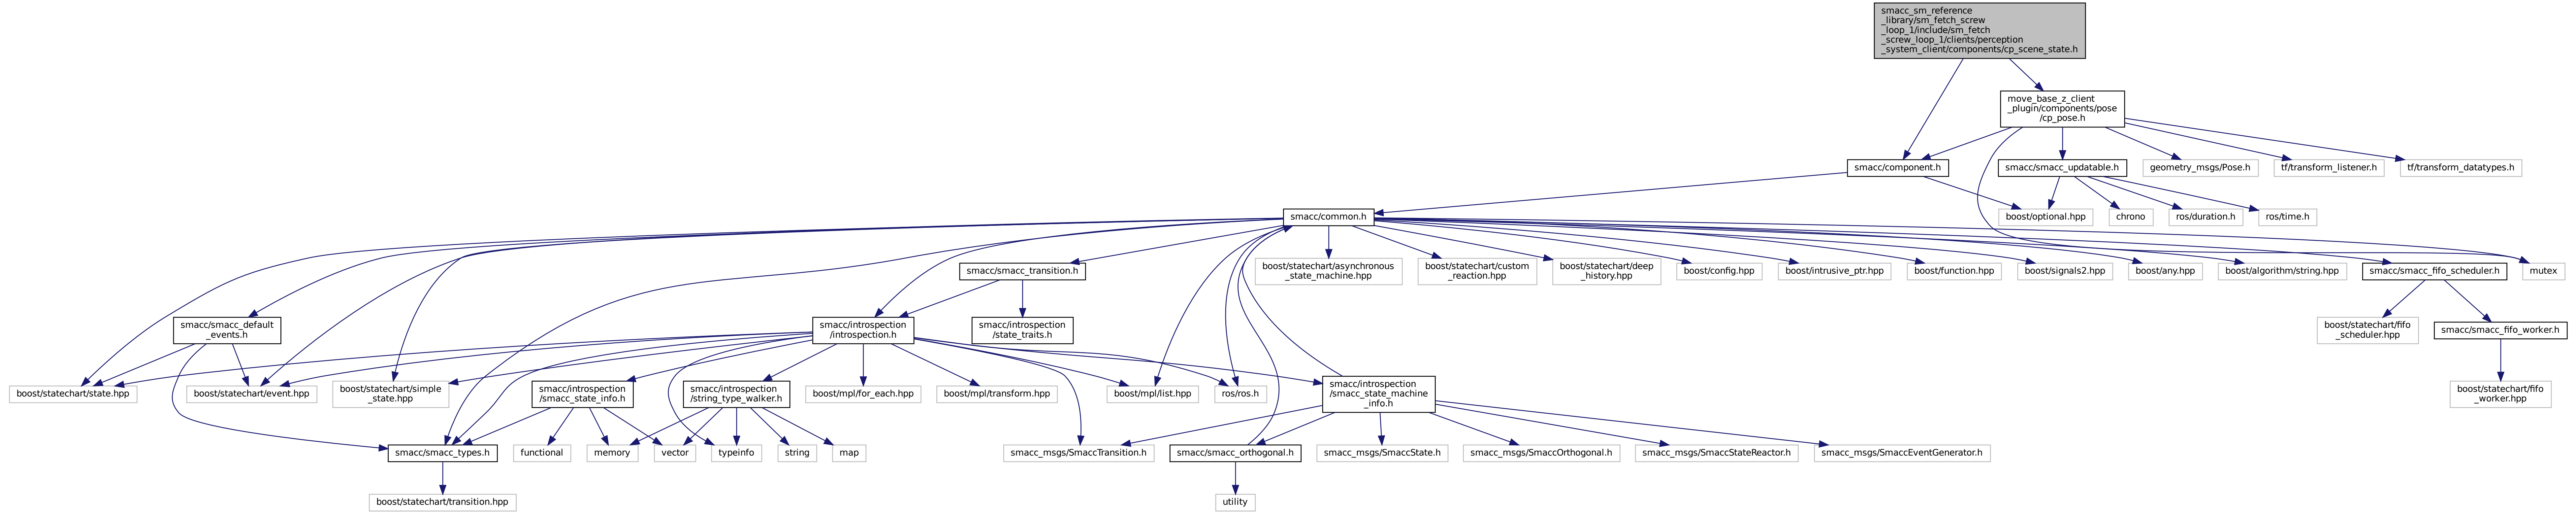 smacc_sm_reference
_library/sm_fetch_screw
_loop_1/include/sm_fetch
_screw_loop_1/clients/perception
_system_client/components/cp_scene_state.h
move_base_z_client
_plugin/components/pose
/cp_pose.h
smacc/component.h
smacc/smacc_updatable.h
geometry_msgs/Pose.h
tf/transform_listener.h
tf/transform_datatypes.h
smacc/common.h
boost/optional.hpp
chrono
ros/duration.h
ros/time.h
smacc/smacc_transition.h
boost/statechart/asynchronous
_state_machine.hpp
boost/statechart/custom
_reaction.hpp
boost/statechart/deep
_history.hpp
boost/config.hpp
boost/intrusive_ptr.hpp
boost/function.hpp
boost/signals2.hpp
boost/any.hpp
boost/algorithm/string.hpp
smacc/smacc_fifo_scheduler.h
mutex
smacc/smacc_default
_events.h
smacc/introspection
/introspection.h
smacc/introspection
/state_traits.h
boost/statechart/fifo
_scheduler.hpp
smacc/smacc_fifo_worker.h
boost/statechart/state.hpp
boost/statechart/event.hpp
boost/statechart/simple
_state.hpp
smacc/introspection
/smacc_state_info.h
smacc/introspection
/string_type_walker.h
boost/mpl/for_each.hpp
boost/mpl/transform.hpp
boost/mpl/list.hpp
ros/ros.h
smacc/introspection
/smacc_state_machine
_info.h
boost/statechart/fifo
_worker.hpp
smacc/smacc_types.h
functional
memory
vector
typeinfo
string
map
smacc_msgs/SmaccTransition.h
smacc/smacc_orthogonal.h
smacc_msgs/SmaccState.h
smacc_msgs/SmaccOrthogonal.h
smacc_msgs/SmaccStateReactor.h
smacc_msgs/SmaccEventGenerator.h
boost/statechart/transition.hpp
utility